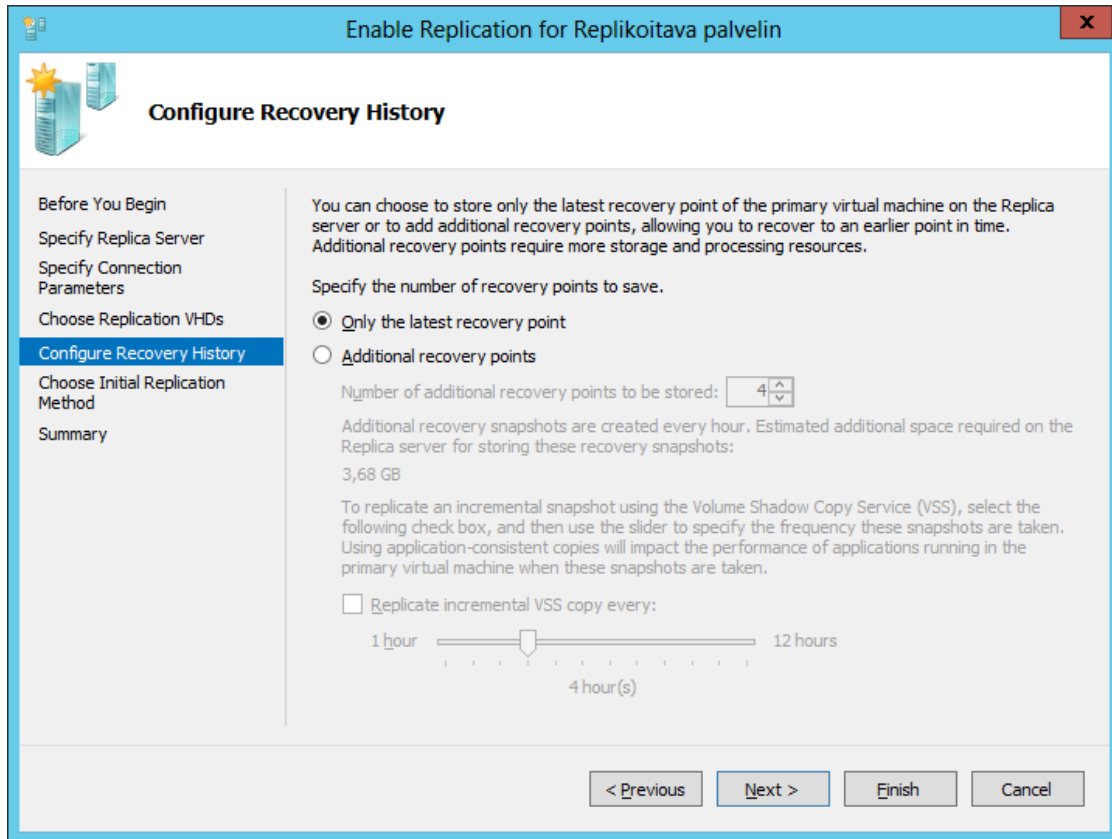 Enable Replication for Replikoitava palvelin
x
Configure Recovery History
Before You Begin
Specify Replica Server
Specify Connection
Parameters
Choose Replication VHDs
Configure Recovery History
Choose Initial Replication
Method
Summary
You can choose to store only the latest recovery point of the primary virtual machine on the Replica
server or to add additional recovery points, allowing you to recover to an earlier point in time.
Additional recovery points require more storage and processing resources.
Specify the number of recovery points to save.
Only the latest recovery point
Additional recovery points
Number of additional recovery points to be stored: 4
Additional recovery snapshots are created every hour. Estimated additional space required on the
Replica server for storing these recovery snapshots:
3,68 GB
To replicate an incremental snapshot using the Volume Shadow Copy Service (VSS), select the
following check box, and then use the slider to specify the frequency these snapshots are taken.
Using application-consistent copies will impact the performance of applications running in the
primary virtual machine when these snapshots are taken.
Replicate incremental VSS copy every:
1 hour 12 hours
4 hour(s)
< Previous Next > Finish Cancel